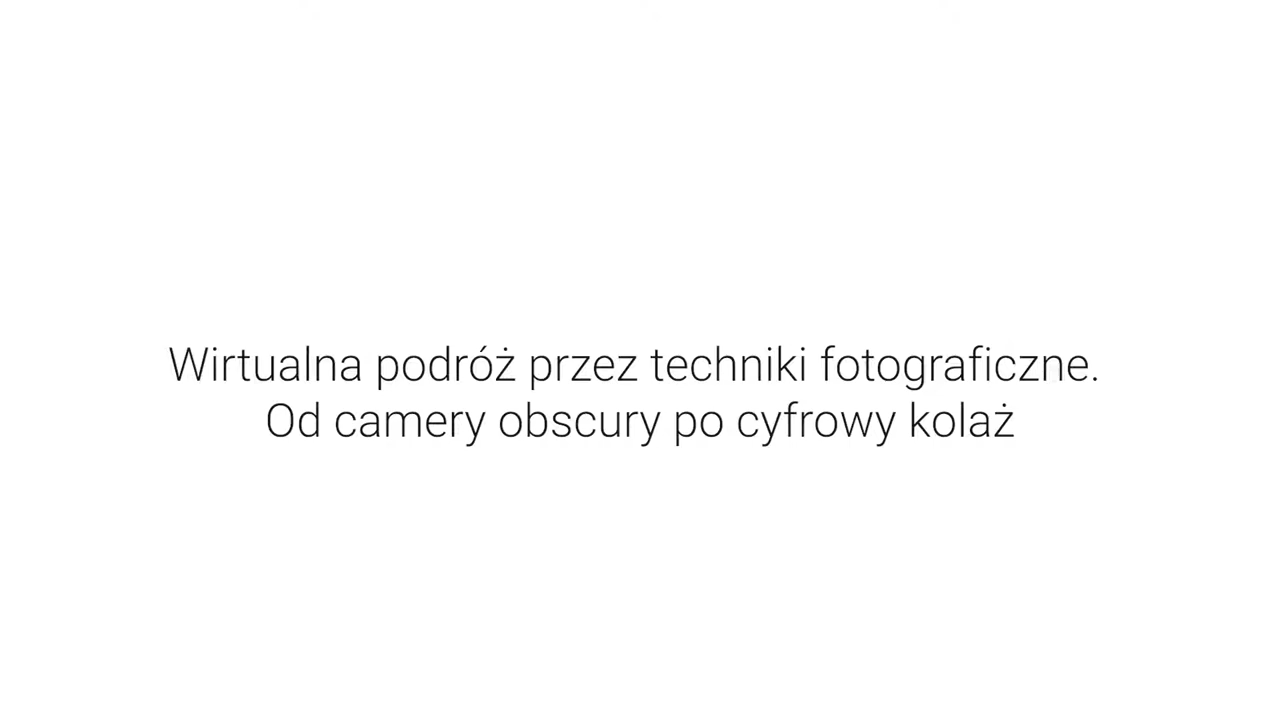 Wirtualna podróż przez techniki fotograficzne.
Od camery obscury po cyfrowy kolaż